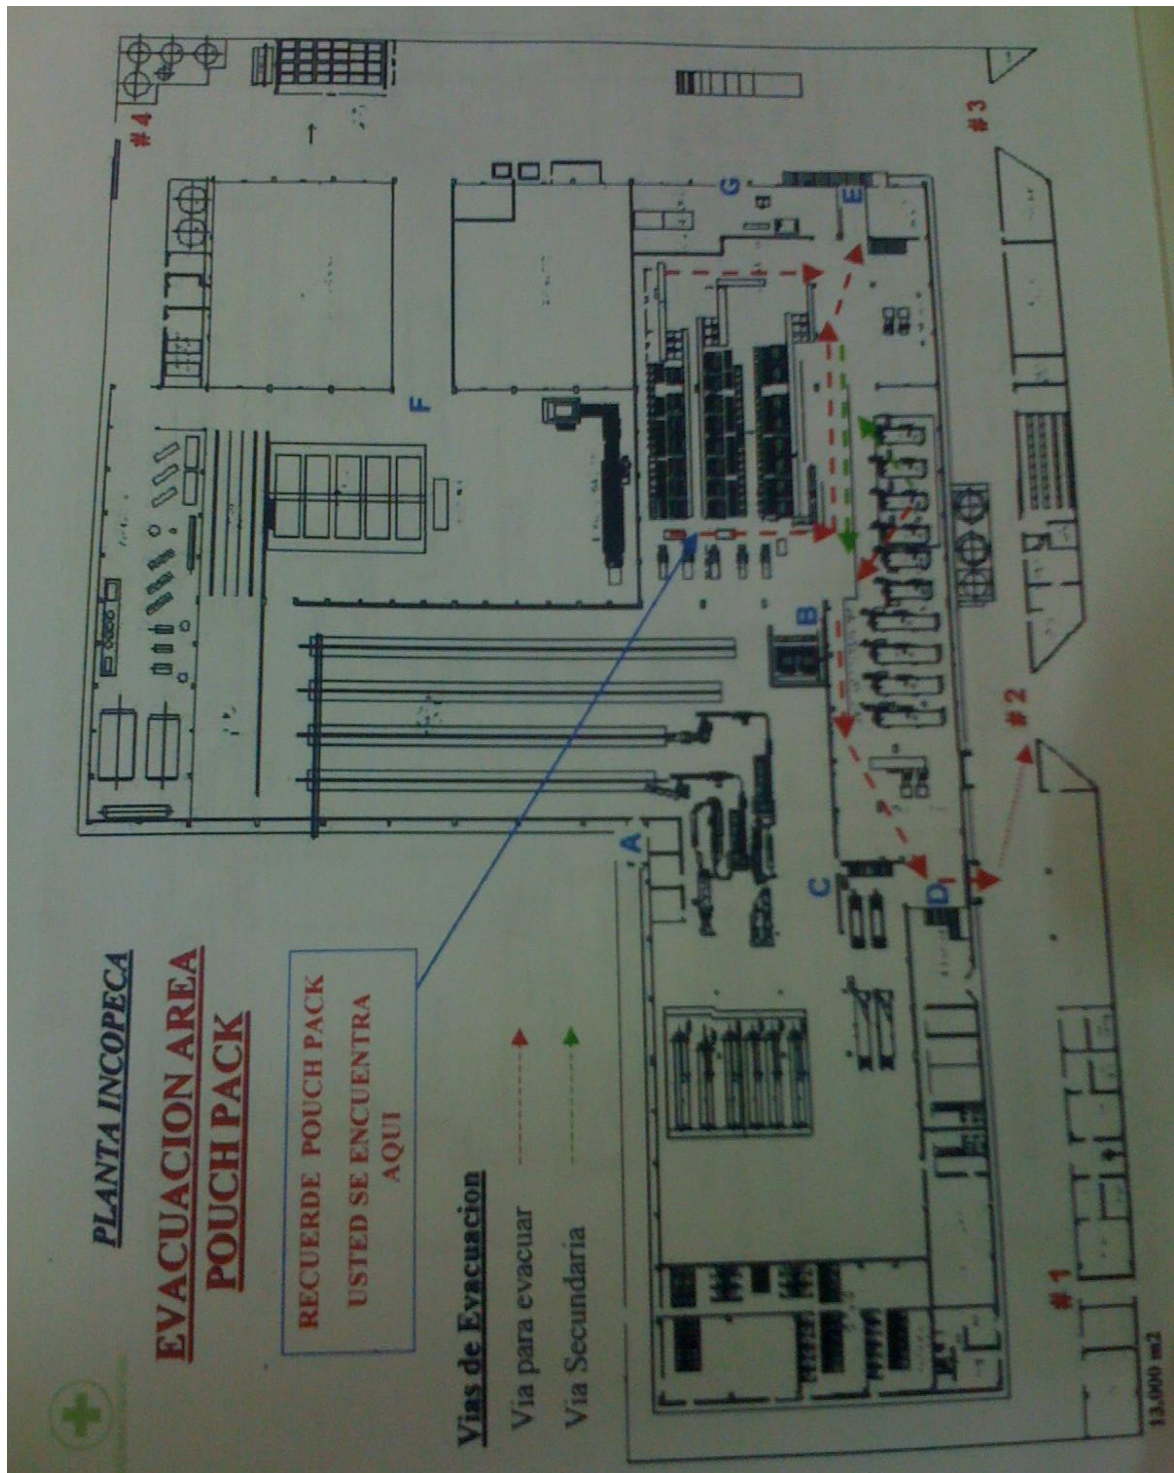 PLANTA INCOPECA
EVACUACION AREA
POUCH PACK
RECUERDE POUCH PACK
USTED SE ENCUENTRA
AQUI
Vias de Evacuacion
Via para evacuar
Via Secundaria
A
B
C
D
E
F
G
# 1
# 2
# 3
# 4
13.000 m2